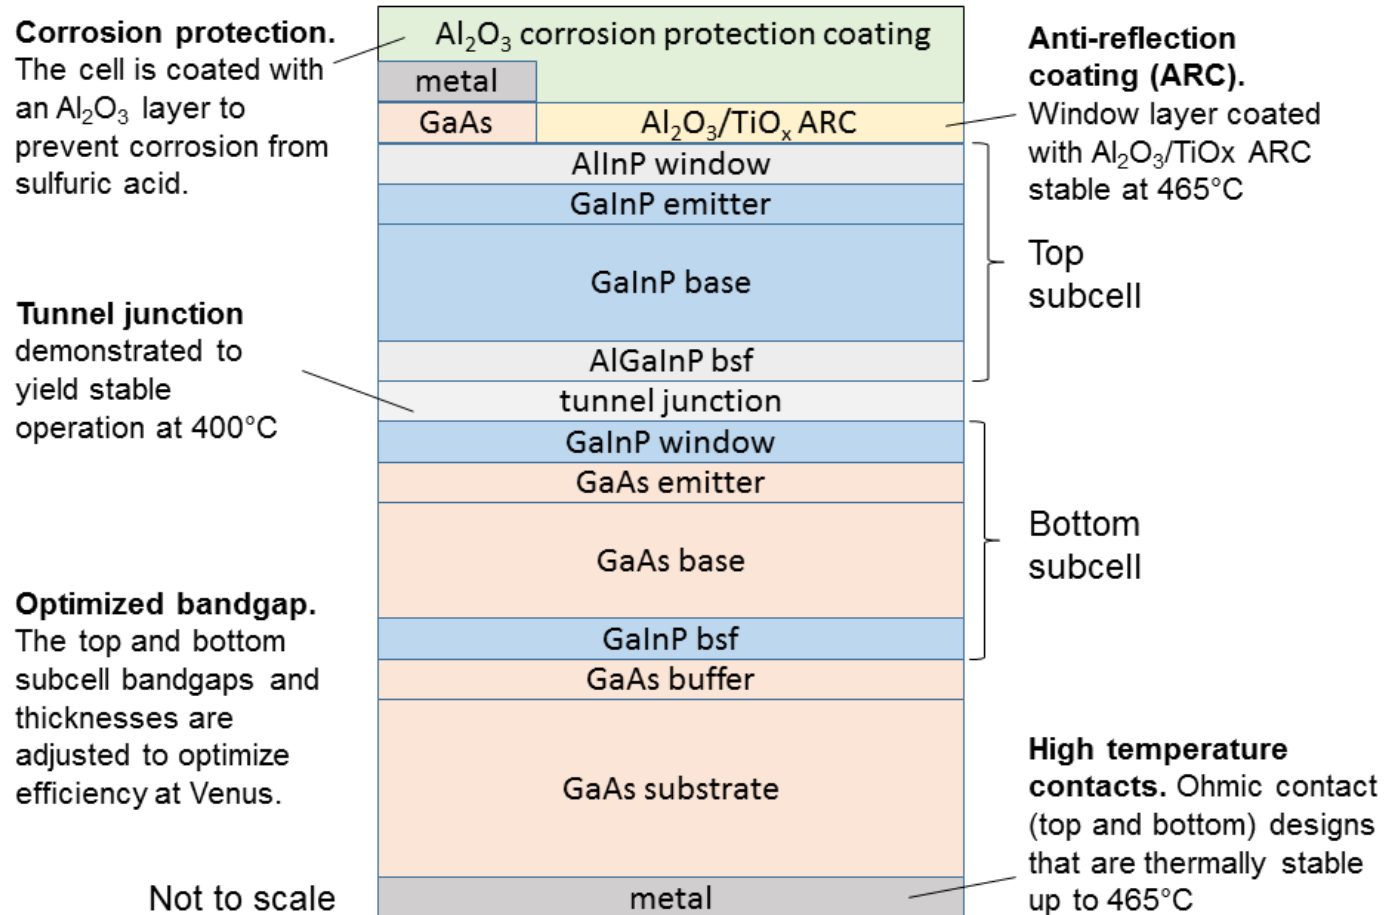 Corrosion protection.
The cell is coated with
an Al₂O₃ layer to
prevent corrosion from
sulfuric acid.
Tunnel junction
demonstrated to
yield stable
operation at 400°C
Optimized bandgap.
The top and bottom
subcell bandgaps and
thicknesses are
adjusted to optimize
efficiency at Venus.
Not to scale
Al₂O₃ corrosion protection coating
metal
GaAs
Al₂O₃/TiOₓ ARC
AlInP window
GaInP emitter
GaInP base
AlGaInP bsf
tunnel junction
GaInP window
GaAs emitter
GaAs base
GaInP bsf
GaAs buffer
GaAs substrate
metal
Anti-reflection
coating (ARC).
Window layer coated
with Al₂O₃/TiOx ARC
stable at 465°C
Top
subcell
Bottom
subcell
High temperature
contacts. Ohmic contact
(top and bottom) designs
that are thermally stable
up to 465°C